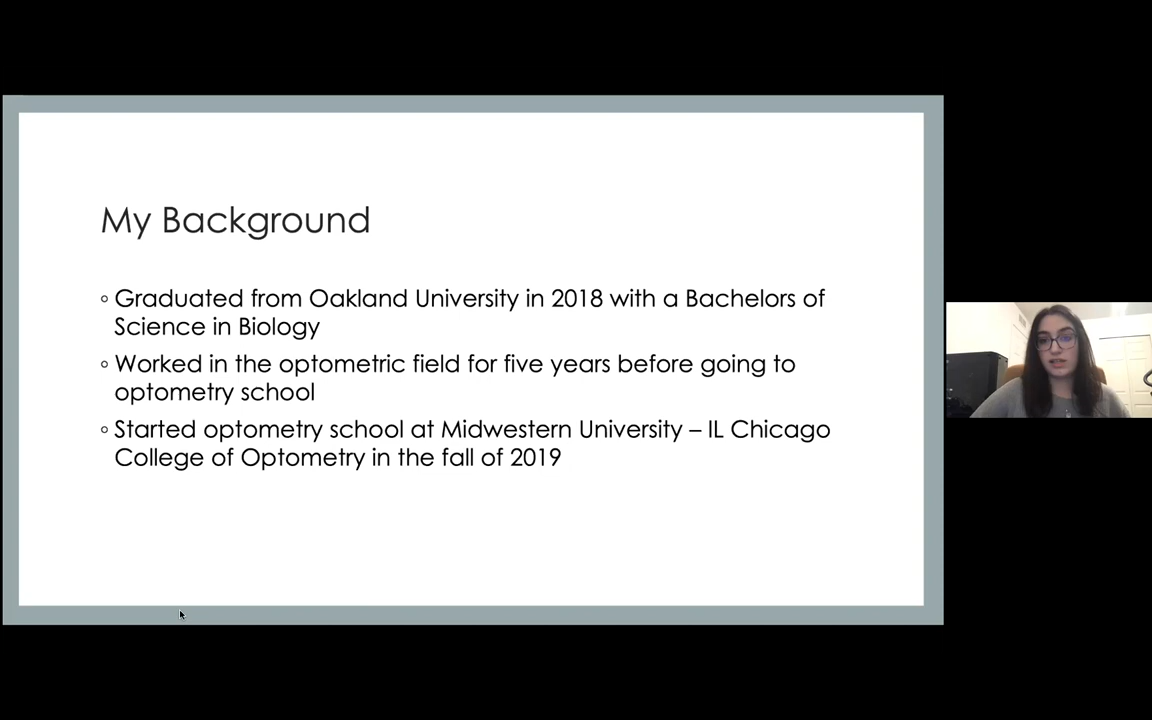 My Background
◦ Graduated from Oakland University in 2018 with a Bachelors of
Science in Biology
◦ Worked in the optometric field for five years before going to
optometry school
◦ Started optometry school at Midwestern University – IL Chicago
College of Optometry in the fall of 2019